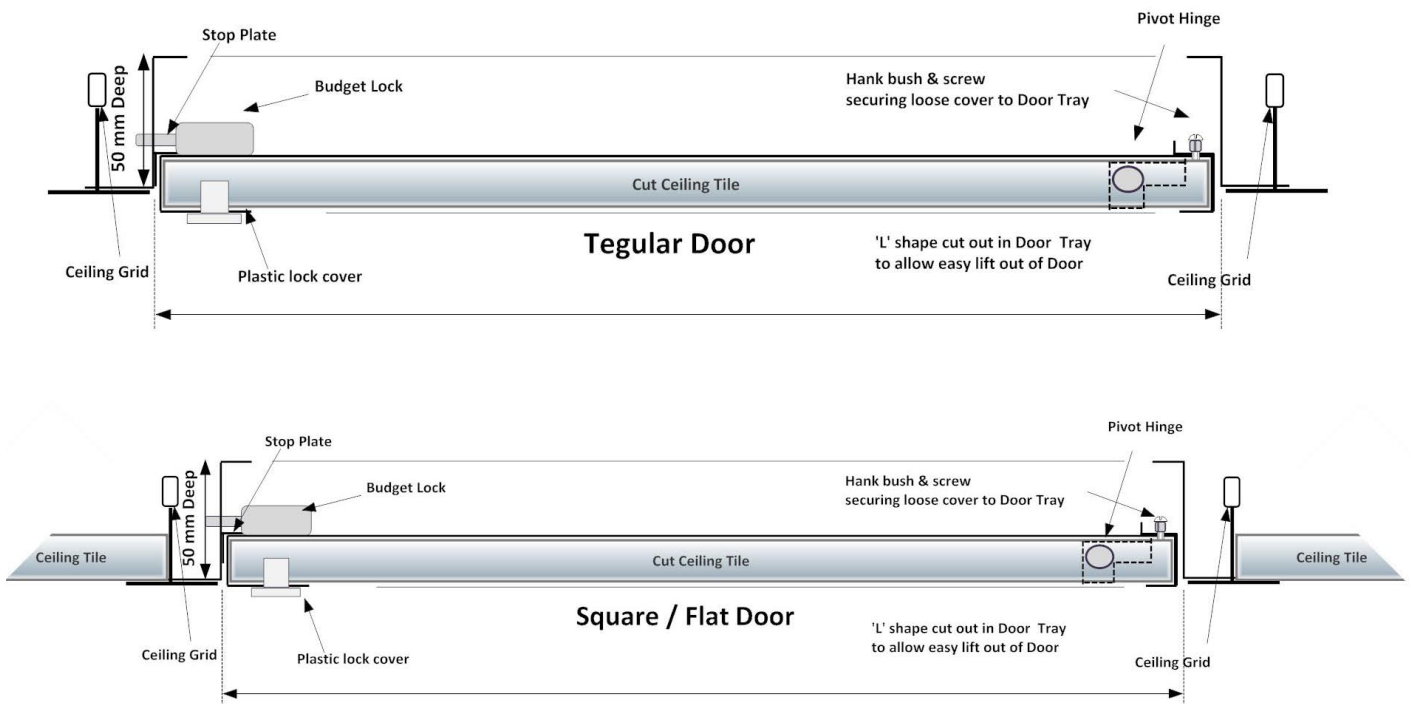 Pivot Hinge
Stop Plate
Hank bush & screw
securing loose cover to Door Tray
Budget Lock
50 mm Deep
Cut Ceiling Tile
Tegular Door
'L' shape cut out in Door Tray
to allow easy lift out of Door
Ceiling Grid
Plastic lock cover
Ceiling Grid
Pivot Hinge
Stop Plate
Hank bush & screw
securing loose cover to Door Tray
Budget Lock
50 mm Deep
Ceiling Tile
Cut Ceiling Tile
Ceiling Tile
Square / Flat Door
'L' shape cut out in Door Tray
to allow easy lift out of Door
Ceiling Grid
Plastic lock cover
Ceiling Grid